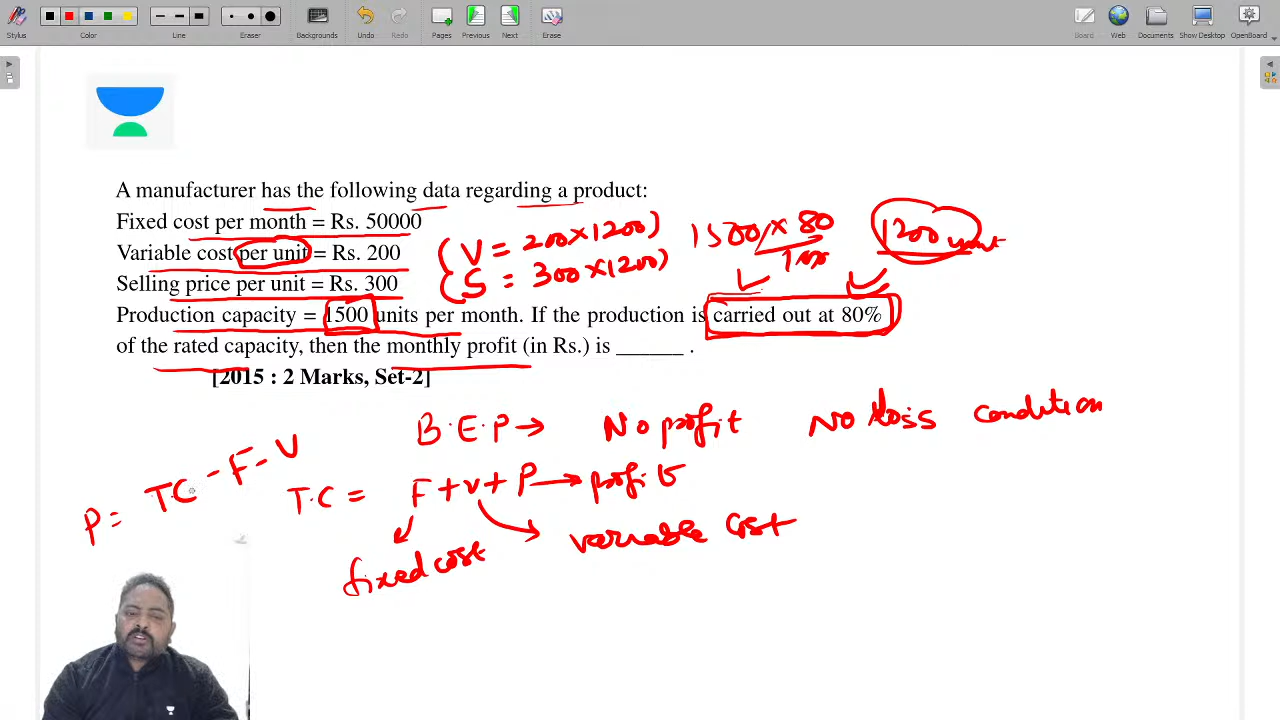 Stylus
Color
Line
Eraser
Backgrounds
Undo
Redo
Pages
Previous
Next
Erase
Board
Web
Documents
Show Desktop
OpenBoard
A manufacturer has the following data regarding a product:
Fixed cost per month = Rs. 50000
Variable cost per unit = Rs. 200
Selling price per unit = Rs. 300
Production capacity = 1500 units per month. If the production is carried out at 80%
of the rated capacity, then the monthly profit (in Rs.) is ______ .
[2015 : 2 Marks, Set-2]
V = 200 × 1200
S = 300 × 1200
1500 × 80
100
1200 unit
B.E.P → No profit No loss condition
T.C = F + V + P → profit
fixed cost
variable cost
P = T.C - F - V